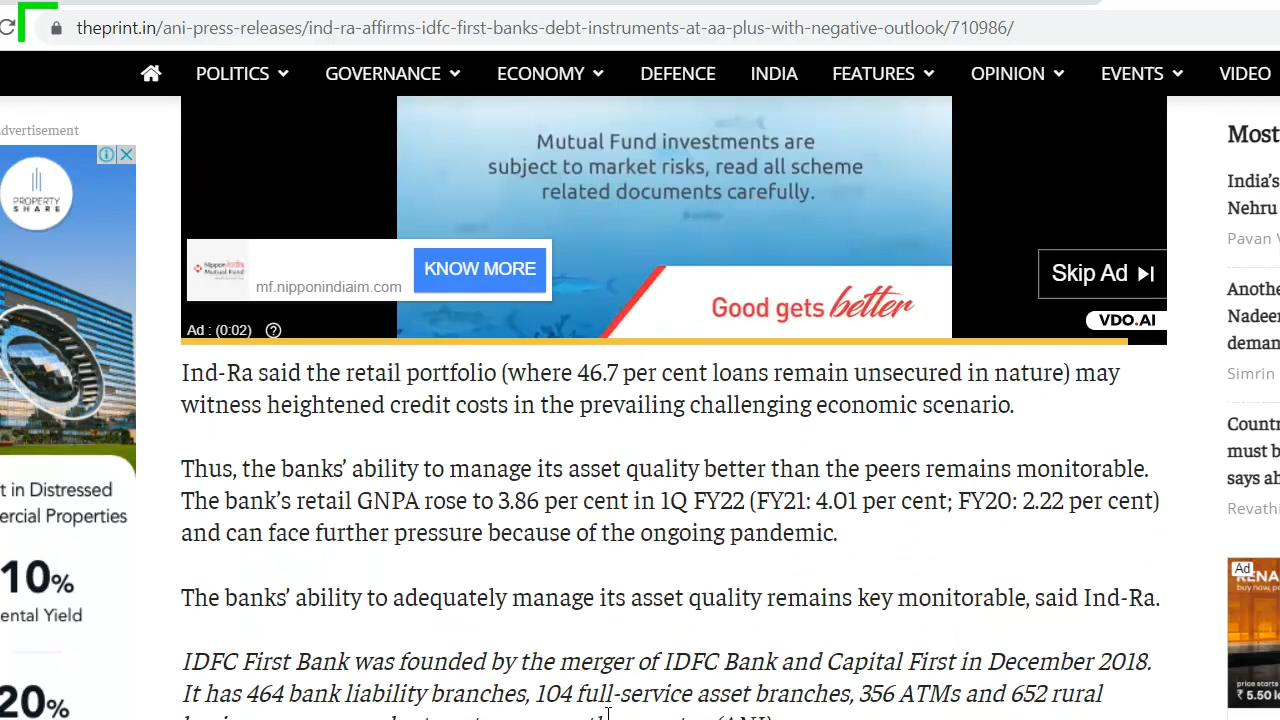 theprint.in/ani-press-releases/ind-ra-affirms-idfc-first-banks-debt-instruments-at-aa-plus-with-negative-outlook/710986/
POLITICS GOVERNANCE ECONOMY DEFENCE INDIA FEATURES OPINION EVENTS VIDEO
dvertisement
PROPERTY
SHARE
t in Distressed
ercial Properties
10%
ental Yield
20%
Mutual Fund investments are
subject to market risks, read all scheme
related documents carefully.
mf.nipponindiaim.com
KNOW MORE
Skip Ad
Good gets better
Ad : (0:02)
VDO.AI
Ind-Ra said the retail portfolio (where 46.7 per cent loans remain unsecured in nature) may
witness heightened credit costs in the prevailing challenging economic scenario.
Thus, the banks’ ability to manage its asset quality better than the peers remains monitorable.
The bank’s retail GNPA rose to 3.86 per cent in 1Q FY22 (FY21: 4.01 per cent; FY20: 2.22 per cent)
and can face further pressure because of the ongoing pandemic.
The banks’ ability to adequately manage its asset quality remains key monitorable, said Ind-Ra.
IDFC First Bank was founded by the merger of IDFC Bank and Capital First in December 2018.
It has 464 bank liability branches, 104 full-service asset branches, 356 ATMs and 652 rural
Most
India’s
Nehru
Pavan V
Anothe
Nadeer
deman
Simrin
Countr
must b
says ah
Revathi
Ad
RENA
buy now, p
price starts
₹ 5.50 l